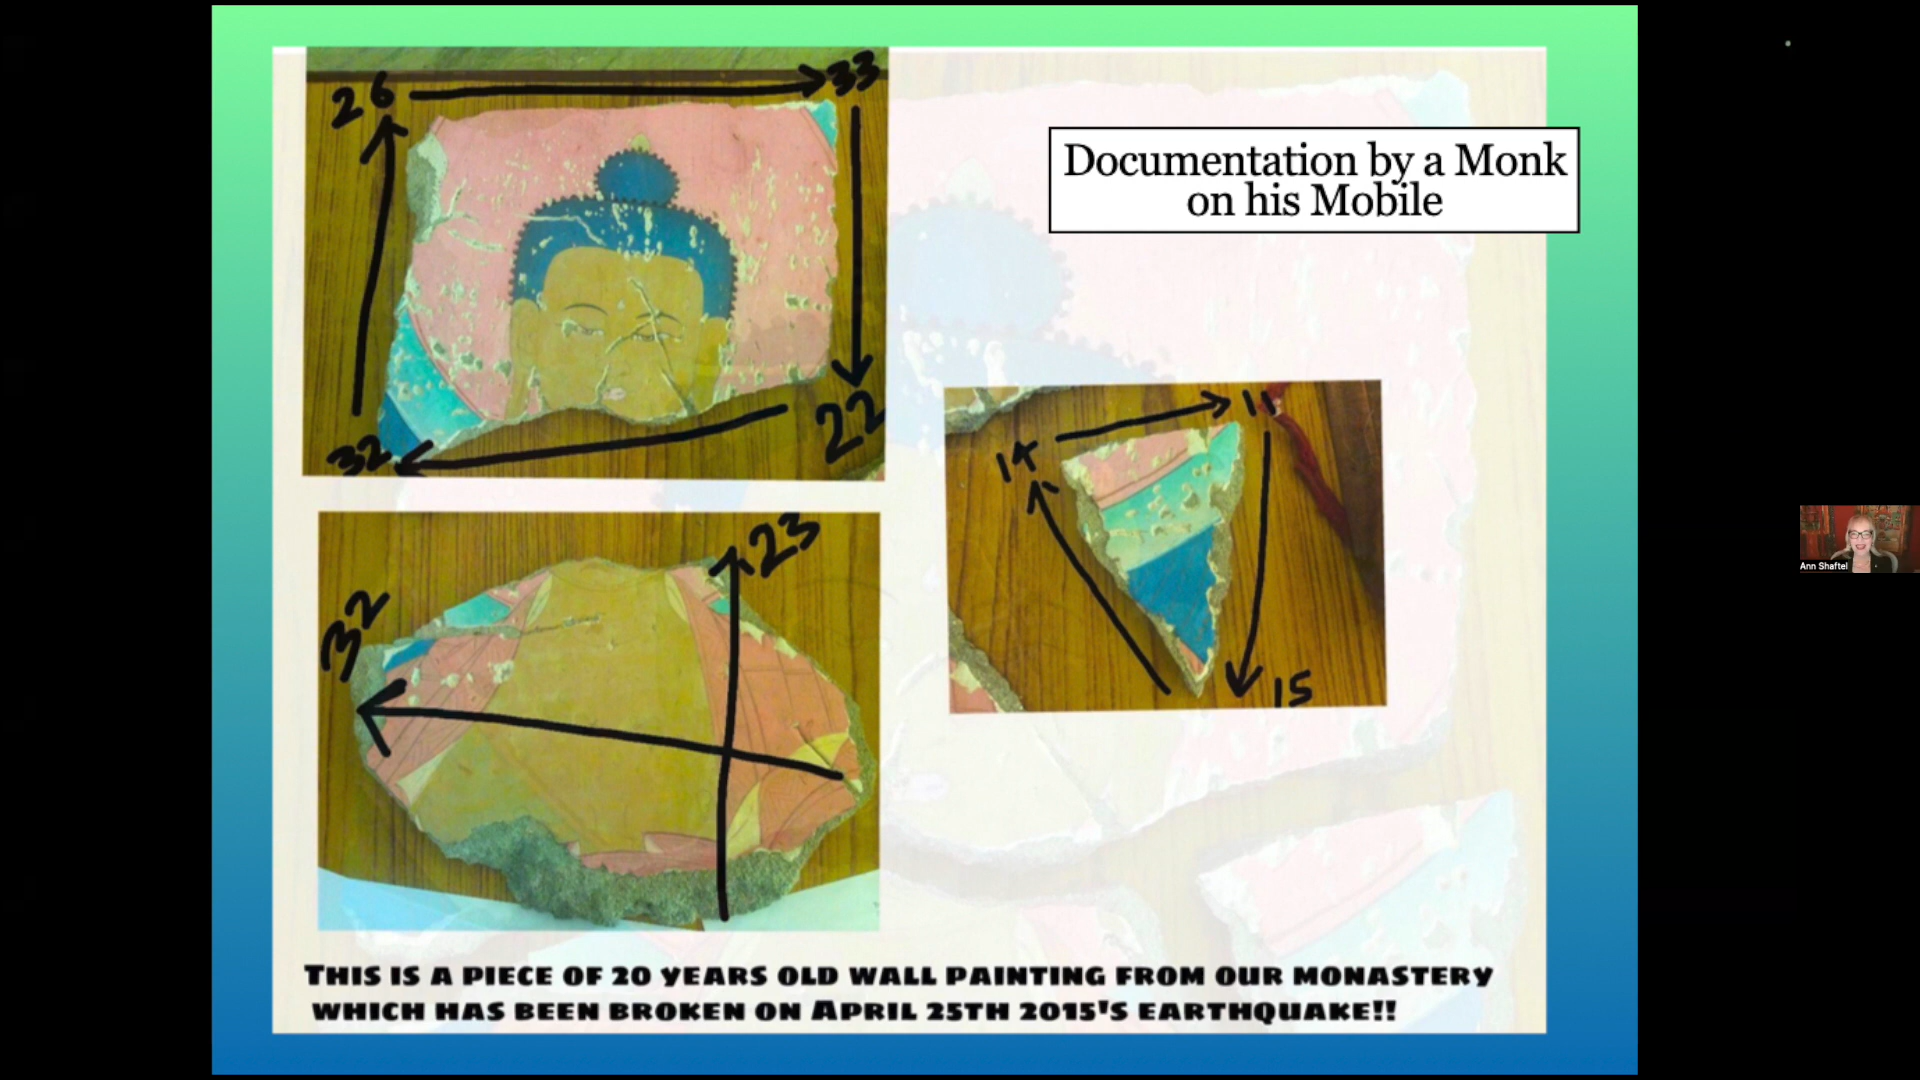 Documentation by a Monk
on his Mobile
26
33
22
32
14
11
15
23
32
This is a piece of 20 years old wall painting from our monastery
which has been broken on April 25th 2015's earthquake!!
Ann Shaftel